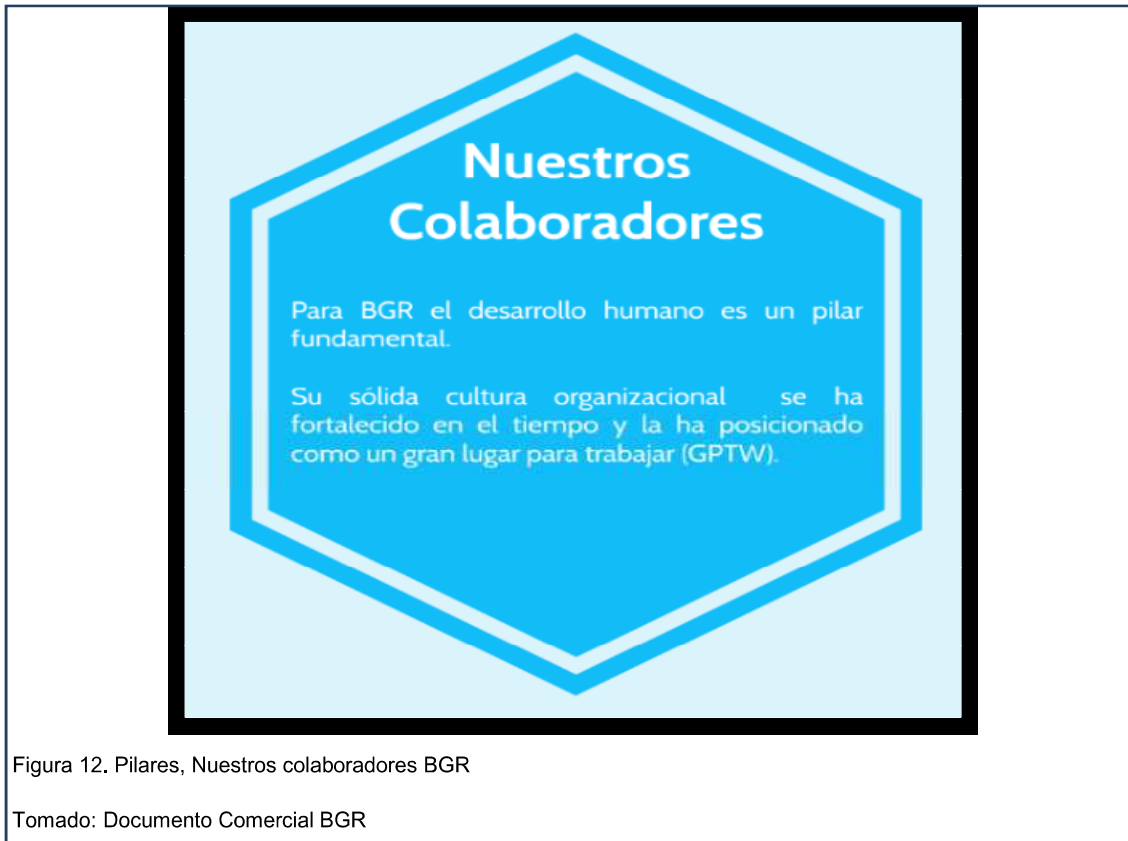 Nuestros
Colaboradores
Para BGR el desarrollo humano es un pilar
fundamental.
Su sólida cultura organizacional se ha
fortalecido en el tiempo y la ha posicionado
como un gran lugar para trabajar (GPTW).
Figura 12. Pilares, Nuestros colaboradores BGR
Tomado: Documento Comercial BGR